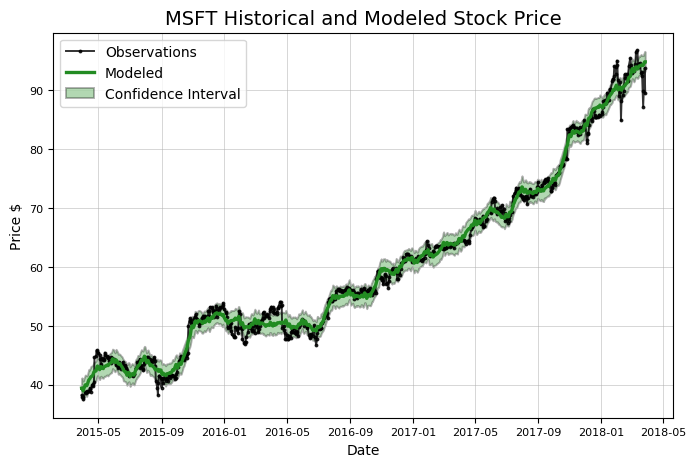 MSFT Historical and Modeled Stock Price
Observations
Modeled
Confidence Interval
Price $
90
80
70
60
50
40
2015-05 2015-09 2016-01 2016-05 2016-09 2017-01 2017-05 2017-09 2018-01 2018-05
Date